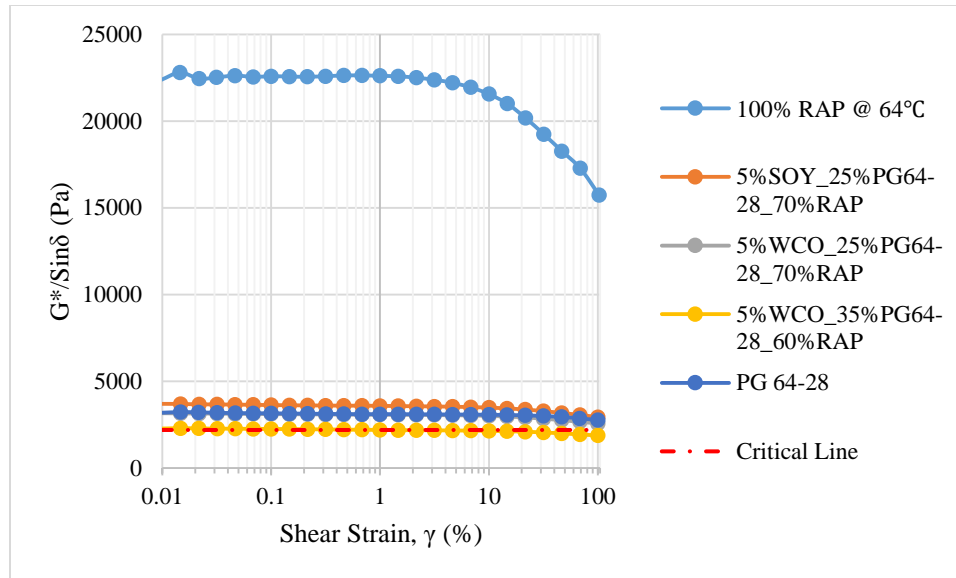 25000
20000
15000
10000
5000
0
G*/Sinδ (Pa)
0.01 0.1 1 10 100
Shear Strain, γ (%)
100% RAP @ 64℃
5%SOY_25%PG64-
28_70%RAP
5%WCO_25%PG64-
28_70%RAP
5%WCO_35%PG64-
28_60%RAP
PG 64-28
Critical Line